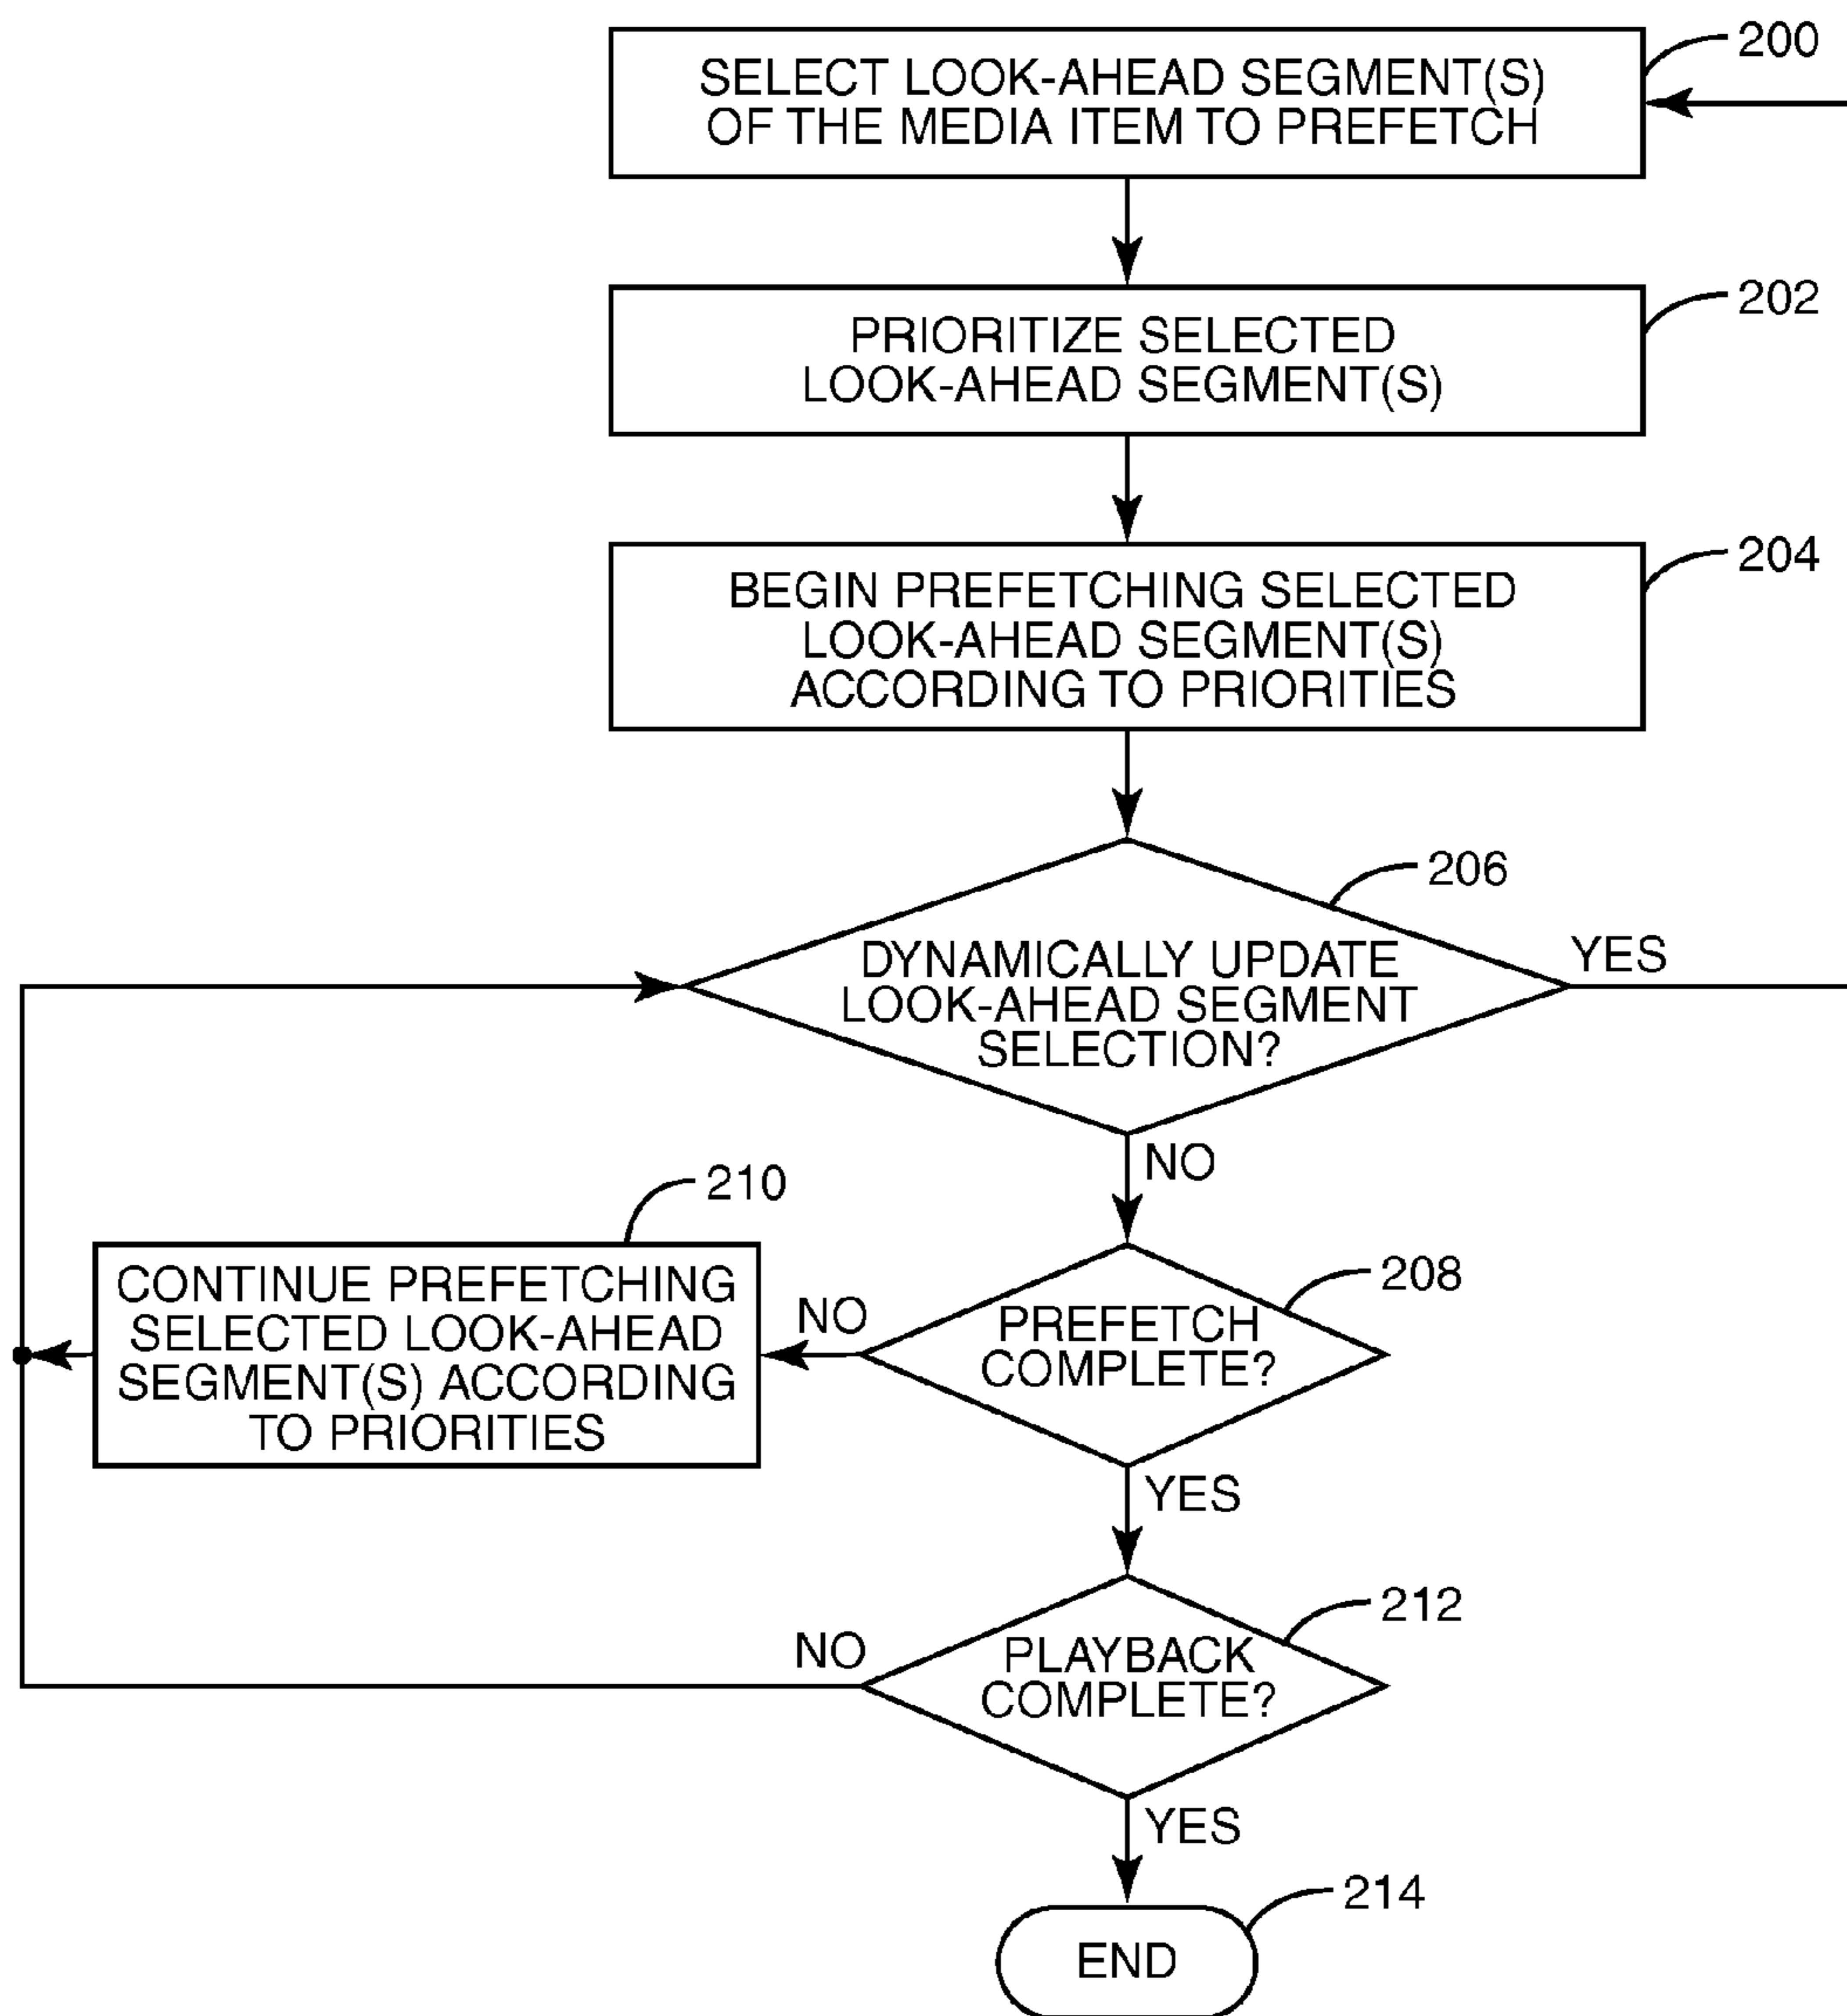 200
SELECT LOOK-AHEAD SEGMENT(S)
OF THE MEDIA ITEM TO PREFETCH
202
PRIORITIZE SELECTED
LOOK-AHEAD SEGMENT(S)
204
BEGIN PREFETCHING SELECTED
LOOK-AHEAD SEGMENT(S)
ACCORDING TO PRIORITIES
206
DYNAMICALLY UPDATE
LOOK-AHEAD SEGMENT
SELECTION?
YES
NO
210
CONTINUE PREFETCHING
SELECTED LOOK-AHEAD
SEGMENT(S) ACCORDING
TO PRIORITIES
NO
208
PREFETCH
COMPLETE?
YES
212
NO
PLAYBACK
COMPLETE?
YES
214
END